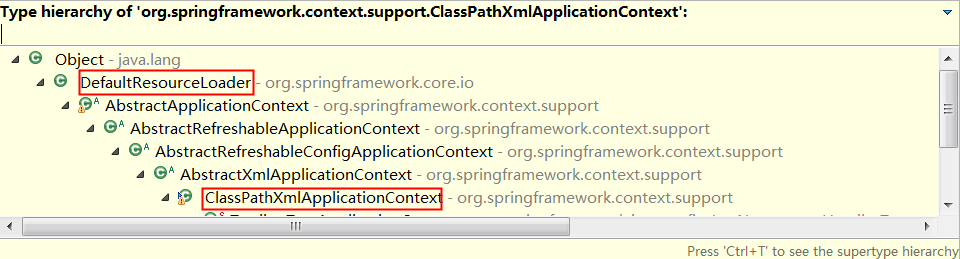 Type hierarchy of 'org.springframework.context.support.ClassPathXmlApplicationContext':
Object - java.lang
DefaultResourceLoader - org.springframework.core.io
AbstractApplicationContext - org.springframework.context.support
AbstractRefreshableApplicationContext - org.springframework.context.support
AbstractRefreshableConfigApplicationContext - org.springframework.context.support
AbstractXmlApplicationContext - org.springframework.context.support
ClassPathXmlApplicationContext - org.springframework.context.support
Press 'Ctrl+T' to see the supertype hierarchy